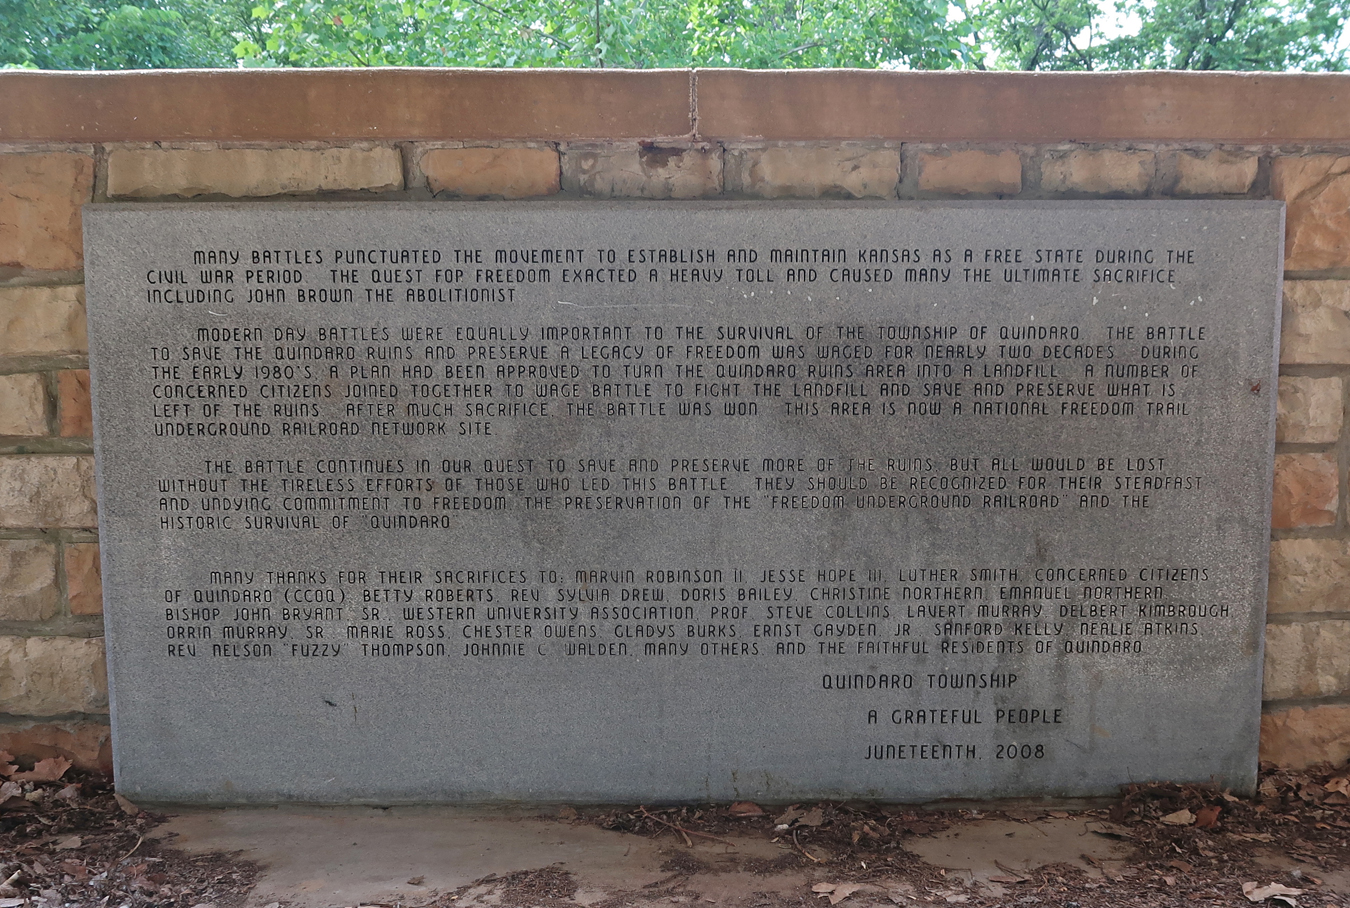 MANY BATTLES PUNCTUATED THE MOVEMENT TO ESTABLISH AND MAINTAIN KANSAS AS A FREE STATE DURING THE
CIVIL WAR PERIOD. THE QUEST FOP FREEDOM EXACTED A HEAVY TOLL AND CAUSED MANY THE ULTIMATE SACRIFICE
INCLUDING JOHN BROWN THE ABOLITIONIST
MODERN DAY BATTLES WERE EQUALLY IMPORTANT TO THE SURVIVAL OF THE TOWNSHIP OF QUINDARO. THE BATTLE
TO SAVE THE QUINDARO RUINS AND PRESERVE A LEGACY OF FREEDOM WAS WAGED FOR NEARLY TWO DECADES. DURING
THE EARLY 1980'S, A PLAN HAD BEEN APPROVED TO TURN THE QUINDARO RUINS AREA INTO A LANDFILL. A NUMBER OF
CONCERNED CITIZENS JOINED TOGETHER TO WAGE BATTLE TO FIGHT THE LANDFILL AND SAVE AND PRESERVE WHAT IS
LEFT OF THE RUINS. AFTER MUCH SACRIFICE, THE BATTLE WAS WON. THIS AREA IS NOW A NATIONAL FREEDOM TRAIL
UNDERGROUND RAILROAD NETWORK SITE.
THE BATTLE CONTINUES IN OUR QUEST TO SAVE AND PRESERVE MORE OF THE RUINS, BUT ALL WOULD BE LOST
WITHOUT THE TIRELESS EFFORTS OF THOSE WHO LED THIS BATTLE. THEY SHOULD BE RECOGNIZED FOR THEIR STEADFAST
AND UNDYING COMMITMENT TO FREEDOM, THE PRESERVATION OF THE "FREEDOM UNDERGROUND RAILROAD" AND THE
HISTORIC SURVIVAL OF "QUINDARO"
MANY THANKS FOR THEIR SACRIFICES TO: MARVIN ROBINSON II, JESSE HOPE III, LUTHER SMITH, CONCERNED CITIZENS
OF QUINDARO (CCOQ), BETTY ROBERTS, REV. SYLVIA DREW, DORIS BAILEY, CHRISTINE NORTHERN, EMANUEL NORTHERN,
BISHOP JOHN BRYANT, SR., WESTERN UNIVERSITY ASSOCIATION, PROF. STEVE COLLINS, LAVERT MURRAY, DELBERT KIMBROUGH,
ORRIN MURRAY, SR. MARIE ROSS, CHESTER OWENS, GLADYS BURKS, ERNST GAYDEN, JR., SANFORD KELLY, NEALIE ATKINS,
REV. NELSON "FUZZY" THOMPSON, JOHNNIE C. WALDEN, MANY OTHERS, AND THE FAITHFUL RESIDENTS OF QUINDARO
QUINDARO TOWNSHIP
A GRATEFUL PEOPLE
JUNETEENTH, 2008